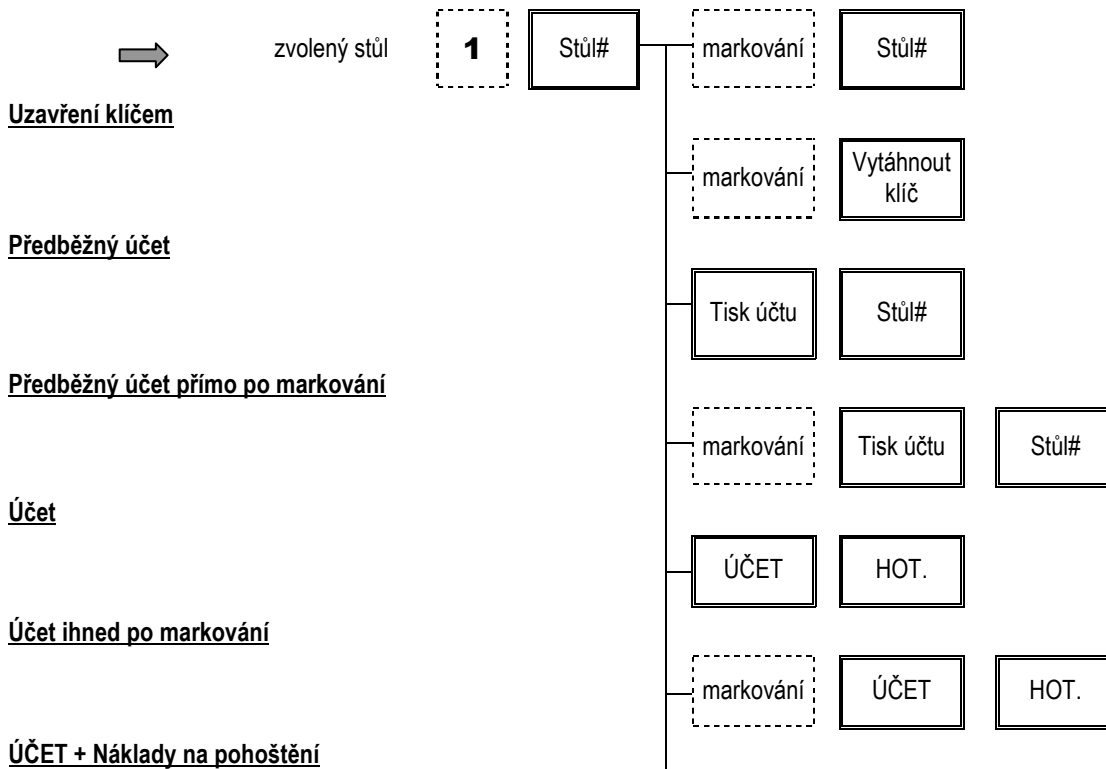 zvolený stůl 1 Stůl# markování Stůl#
Uzavření klíčem
markování Vytáhnout klíč
Předběžný účet
Tisk účtu Stůl#
Předběžný účet přímo po markování
markování Tisk účtu Stůl#
Účet
ÚČET HOT.
Účet ihned po markování
markování ÚČET HOT.
ÚČET + Náklady na pohoštění